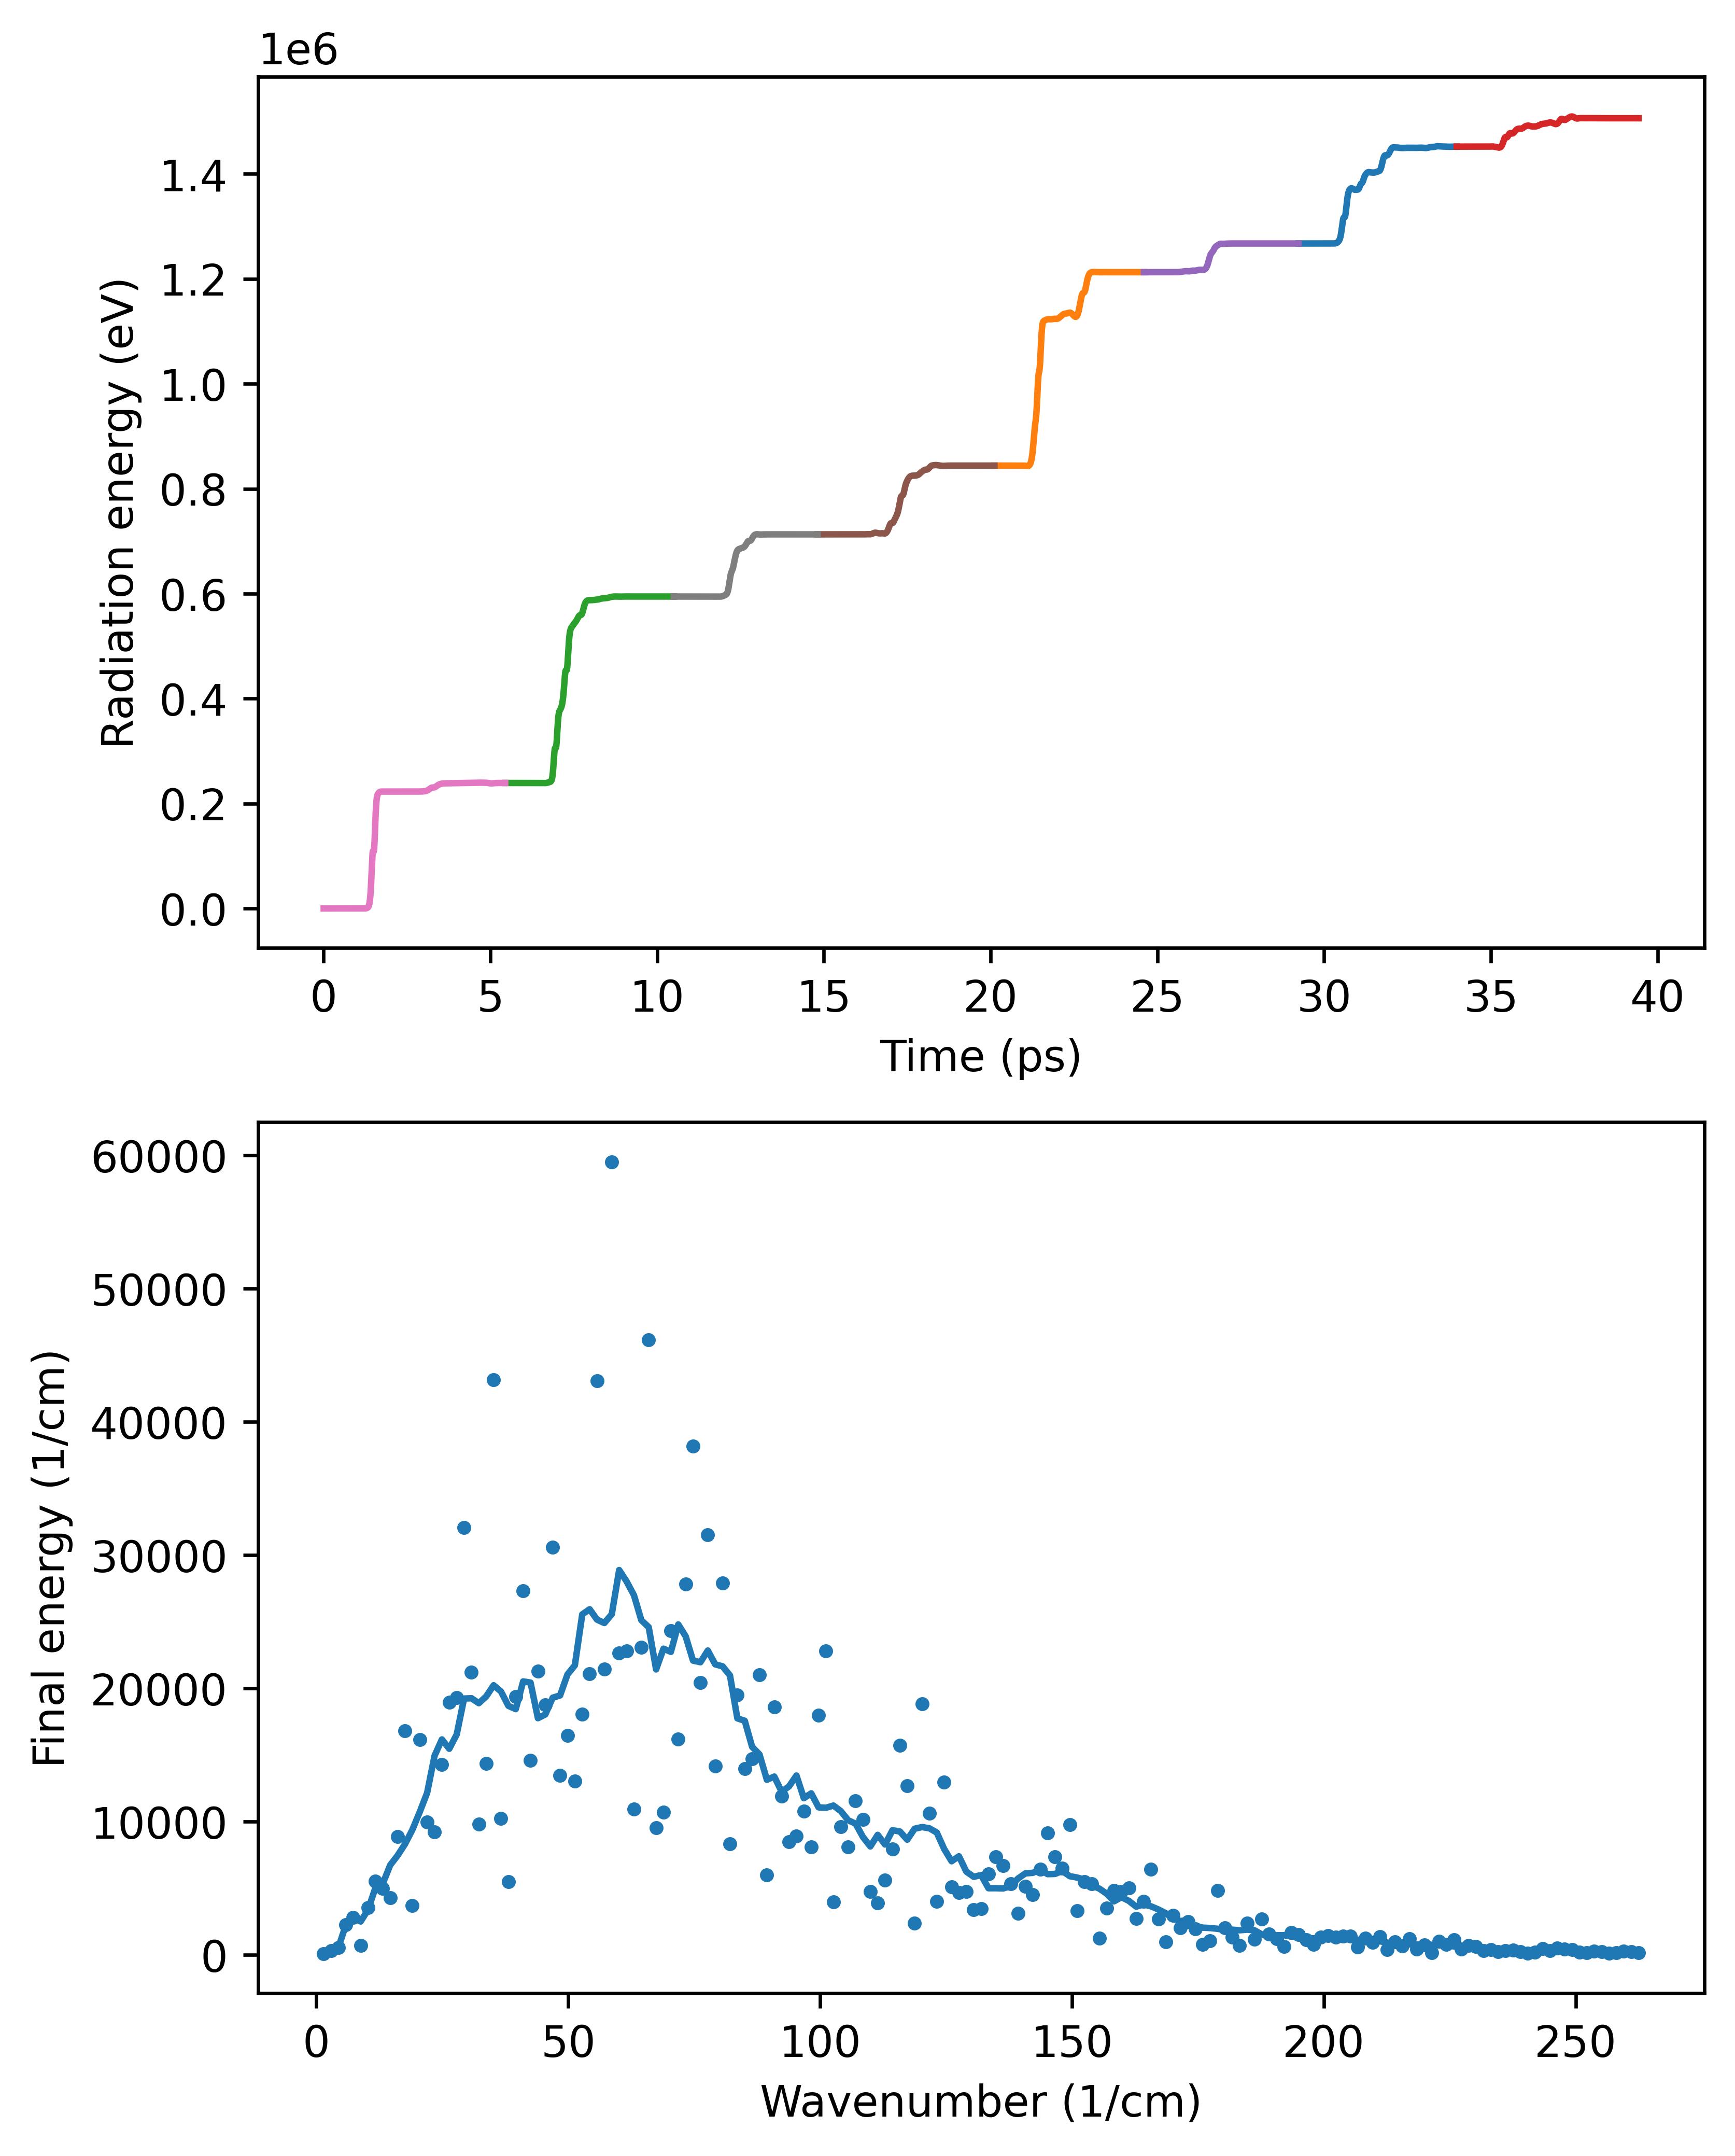 1e6
1.4
1.2
1.0
0.8
0.6
0.4
0.2
0.0
Radiation energy (eV)
0 5 10 15 20 25 30 35 40
Time (ps)
60000
50000
40000
30000
20000
10000
0
Final energy (1/cm)
0 50 100 150 200 250
Wavenumber (1/cm)